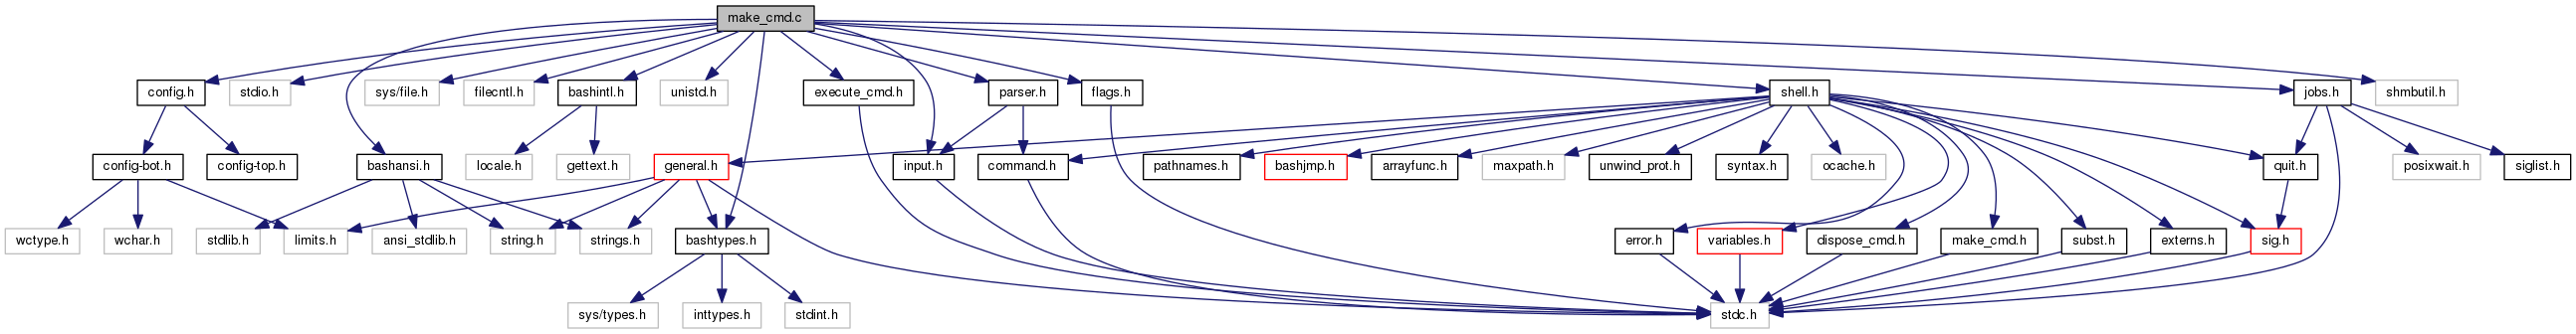 make_cmd.c
config.h
stdio.h
sys/file.h
filecntl.h
bashintl.h
unistd.h
execute_cmd.h
parser.h
flags.h
shell.h
jobs.h
shmbutil.h
config-bot.h
config-top.h
bashansi.h
locale.h
gettext.h
general.h
input.h
command.h
pathnames.h
bashjmp.h
arrayfunc.h
maxpath.h
unwind_prot.h
syntax.h
ocache.h
quit.h
posixwait.h
siglist.h
wctype.h
wchar.h
stdlib.h
limits.h
ansi_stdlib.h
string.h
strings.h
bashtypes.h
error.h
variables.h
dispose_cmd.h
make_cmd.h
subst.h
externs.h
sig.h
sys/types.h
inttypes.h
stdint.h
stdc.h